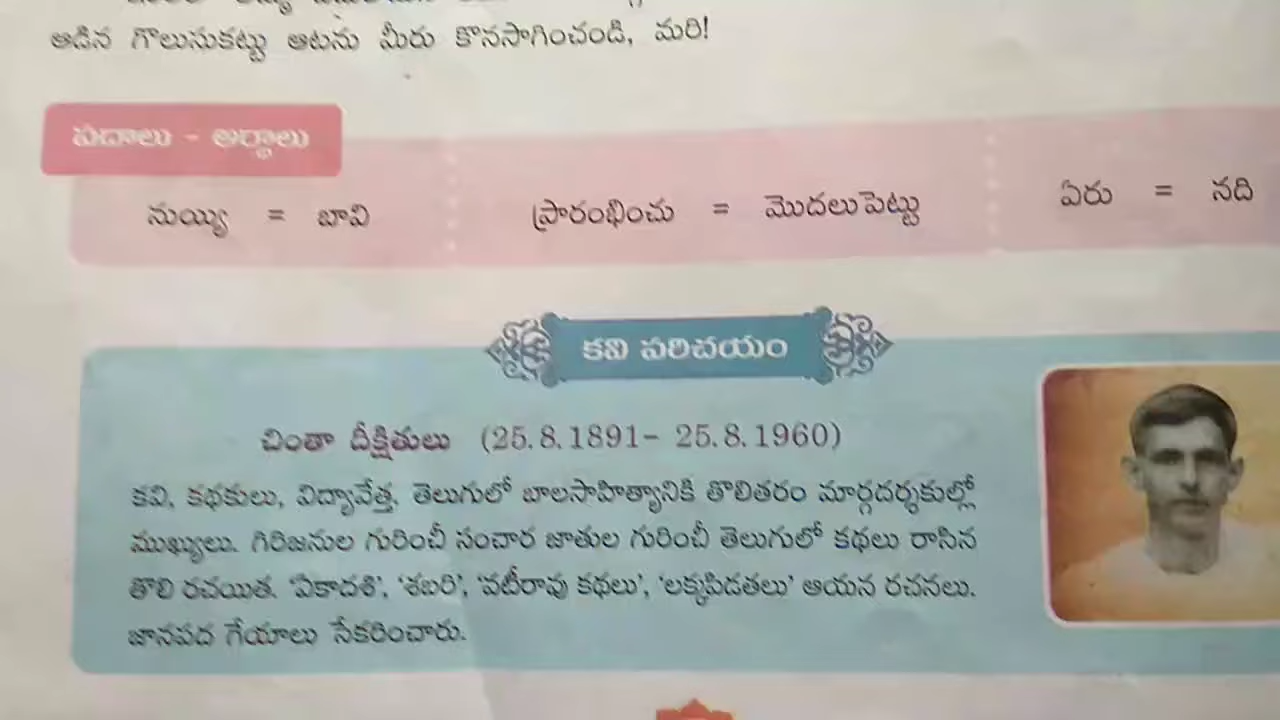 ఆడిన గొలుసుకట్టు ఆటను మీరు కొనసాగించండి, మరి!
పదాలు - అర్థాలు
నుయ్యి = బావి ప్రారంభించు = మొదలుపెట్టు ఏరు = నది
కవి పరిచయం
చింతా దీక్షితులు (25.8.1891- 25.8.1960)
కవి, కథకులు, విద్యావేత్త, తెలుగులో బాలసాహిత్యానికి తొలితరం మార్గదర్శకుల్లో
ముఖ్యులు. గిరిజనుల గురించీ సంచార జాతుల గురించీ తెలుగులో కథలు రాసిన
తొలి రచయిత. 'ఏకాదశి', 'శబరి', 'వటీరావు కథలు', 'లక్కపిడతలు' ఆయన రచనలు.
జానపద గేయాలు సేకరించారు.